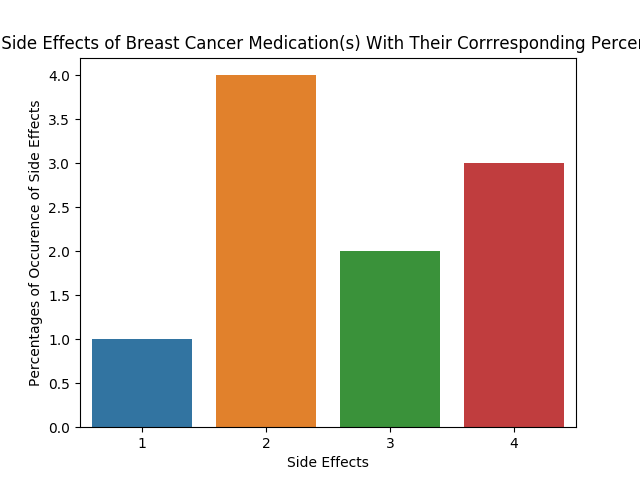 Side Effects of Breast Cancer Medication(s) With Their Corrresponding
Percentages of Occurence of Side Effects
4.0
3.5
3.0
2.5
2.0
1.5
1.0
0.5
0.0
1 2 3 4
Side Effects